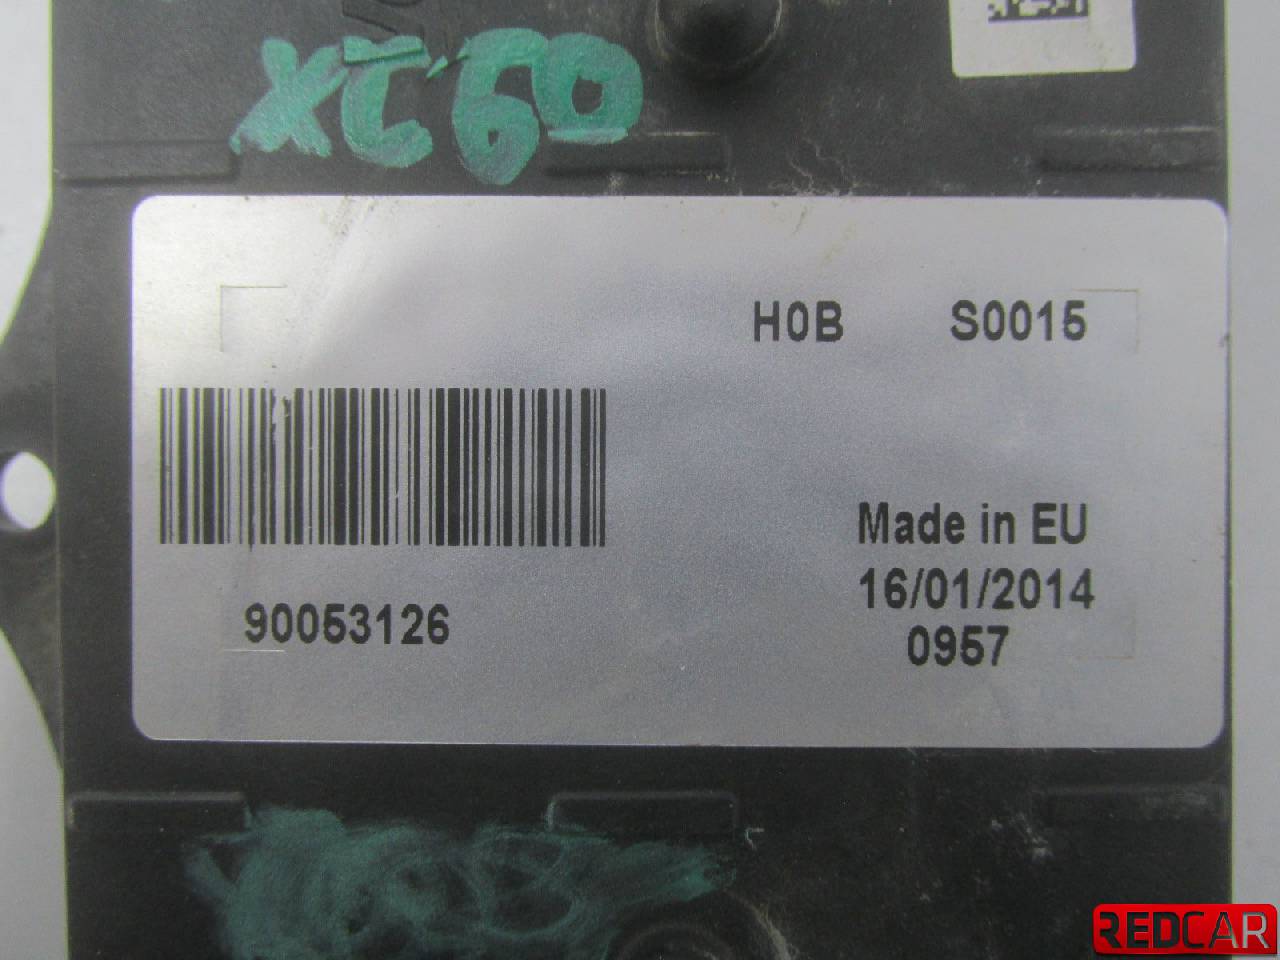 XC60
H0B S0015
Made in EU
90053126
16/01/2014
0957
REDCAR